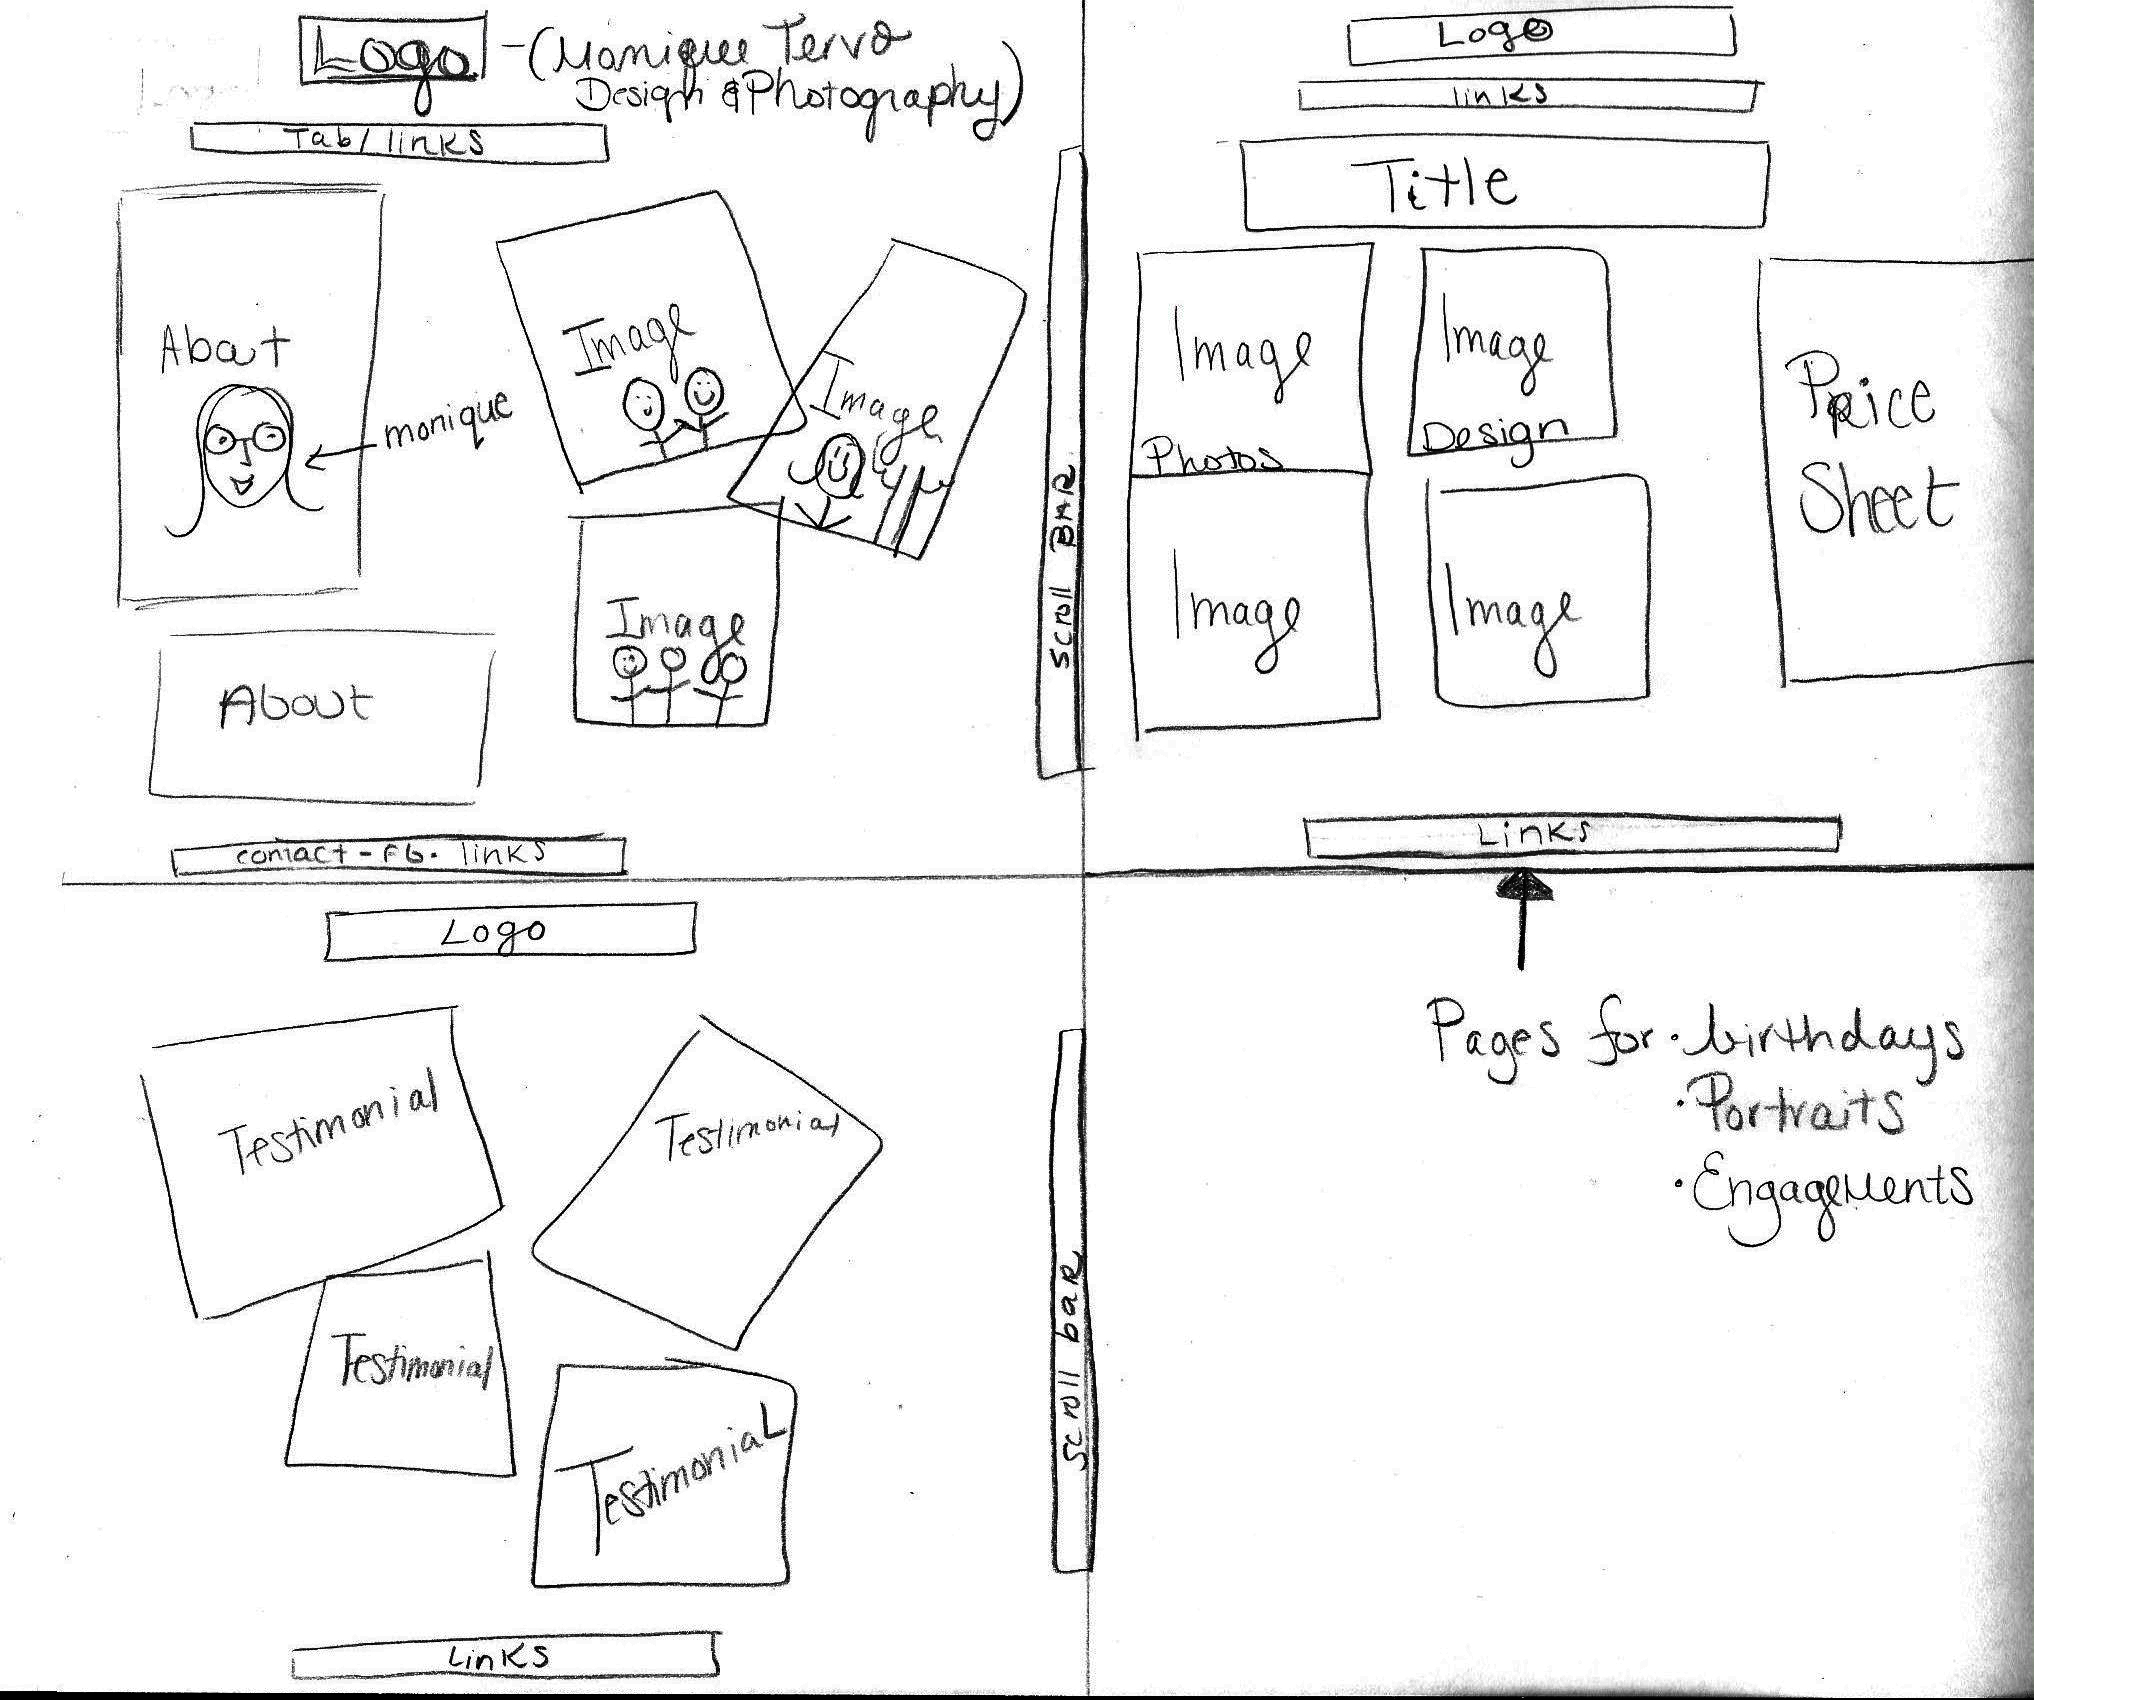 Logo - (Monique Tervo
Design & Photography)
Tab/links
About
monique
Image
Image
Image
About
Scroll BAR
contact - FB. links
Logo
links
Title
Image
Photos
Image
Design
Image
Image
Price
Sheet
Links
Logo
Testimonial
Testimonial
Testimonial
Testimonial
Scroll baR
Links
Pages for • birthdays
• Portraits
• Engagements